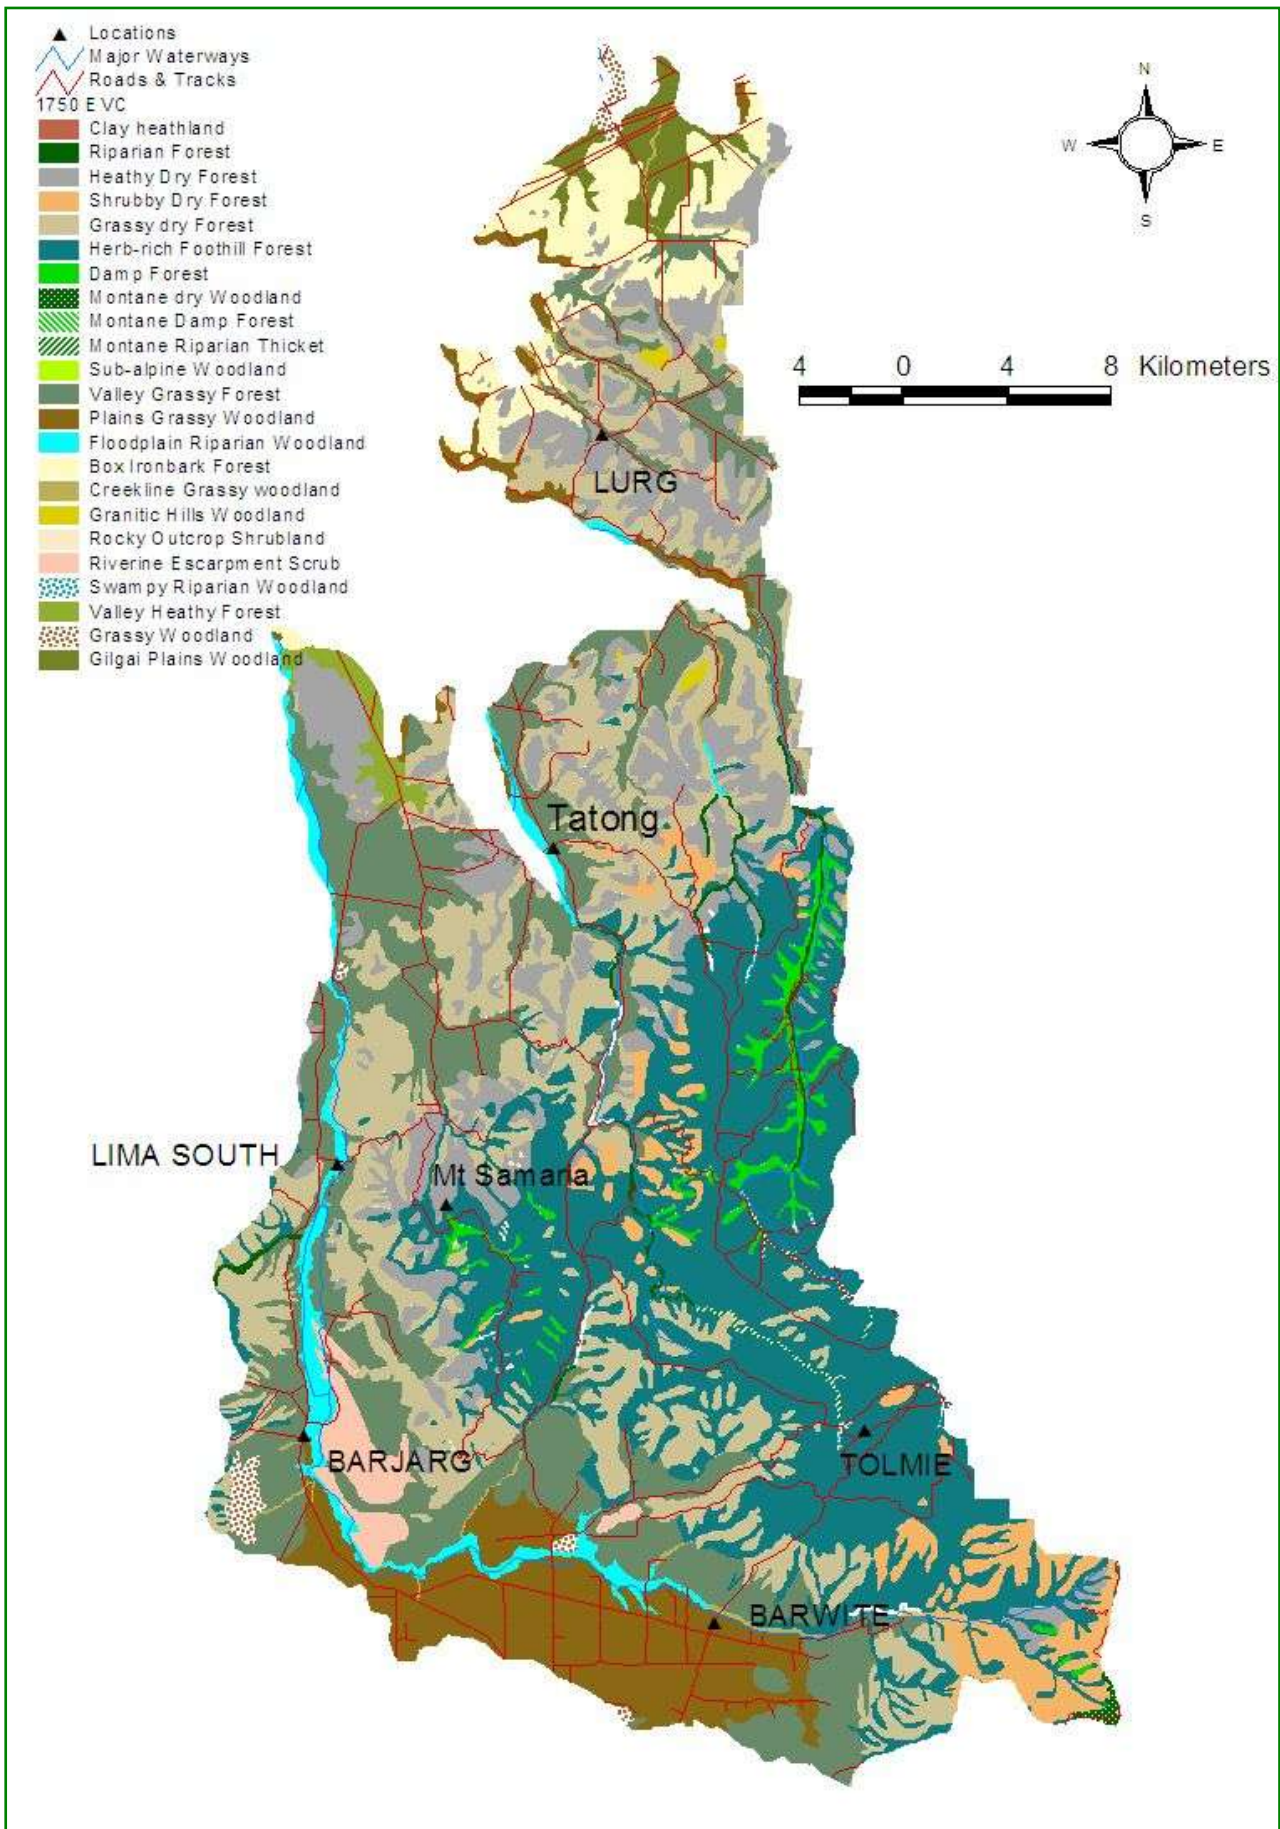 Locations
Major Waterways
Roads & Tracks
1750 EVC
Clay heathland
Riparian Forest
Heathy Dry Forest
Shrubby Dry Forest
Grassy dry Forest
Herb-rich Foothill Forest
Damp Forest
Montane dry Woodland
Montane Damp Forest
Montane Riparian Thicket
Sub-alpine Woodland
Valley Grassy Forest
Plains Grassy Woodland
Floodplain Riparian Woodland
Box Ironbark Forest
Creekline Grassy woodland
Granitic Hills Woodland
Rocky Outcrop Shrubland
Riverine Escarpment Scrub
Swampy Riparian Woodland
Valley Heathy Forest
Grassy Woodland
Gilgai Plains Woodland
N
W E
S
4 0 4 8 Kilometers
LURG
Tatong
LIMA SOUTH
Mt Samaria
BARJARG
TOLMIE
BARWITE